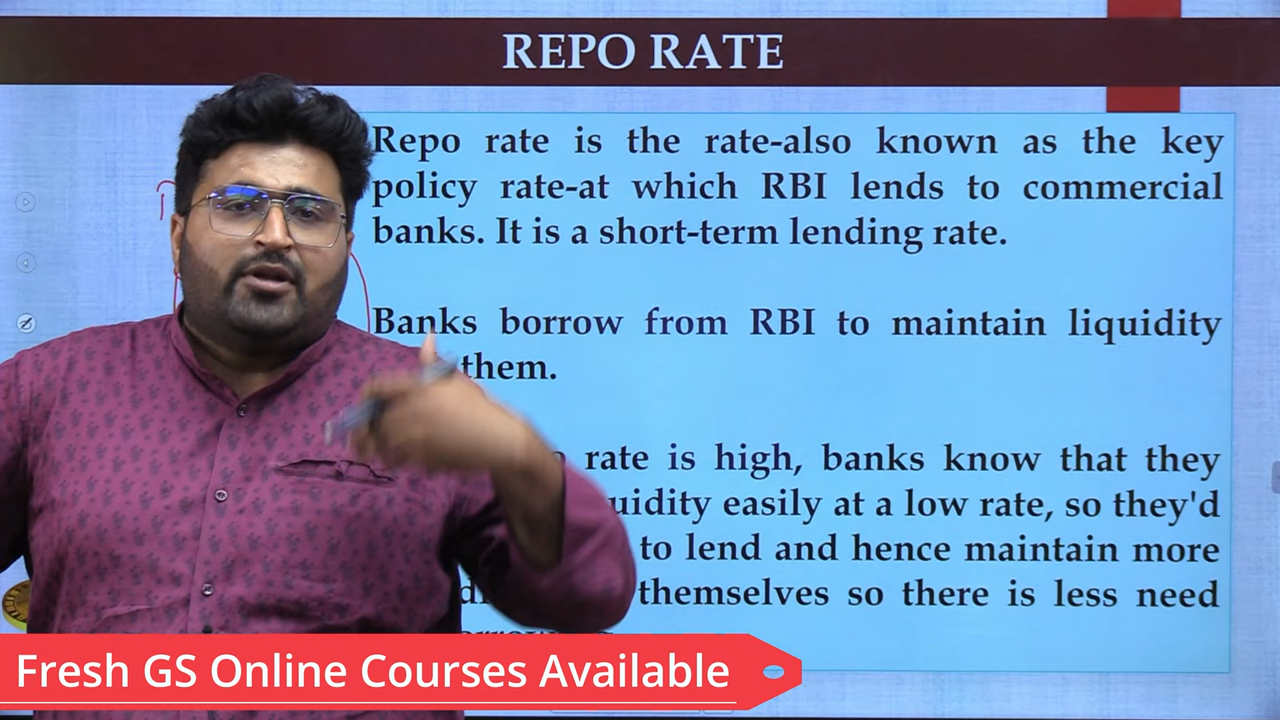 REPO RATE
Repo rate is the rate-also known as the key
policy rate-at which RBI lends to commercial
banks. It is a short-term lending rate.
Banks borrow from RBI to maintain liquidity
them.
rate is high, banks know that they
easily at a low rate, so they'd
to lend and hence maintain more
themselves so there is less need
Fresh GS Online Courses Available